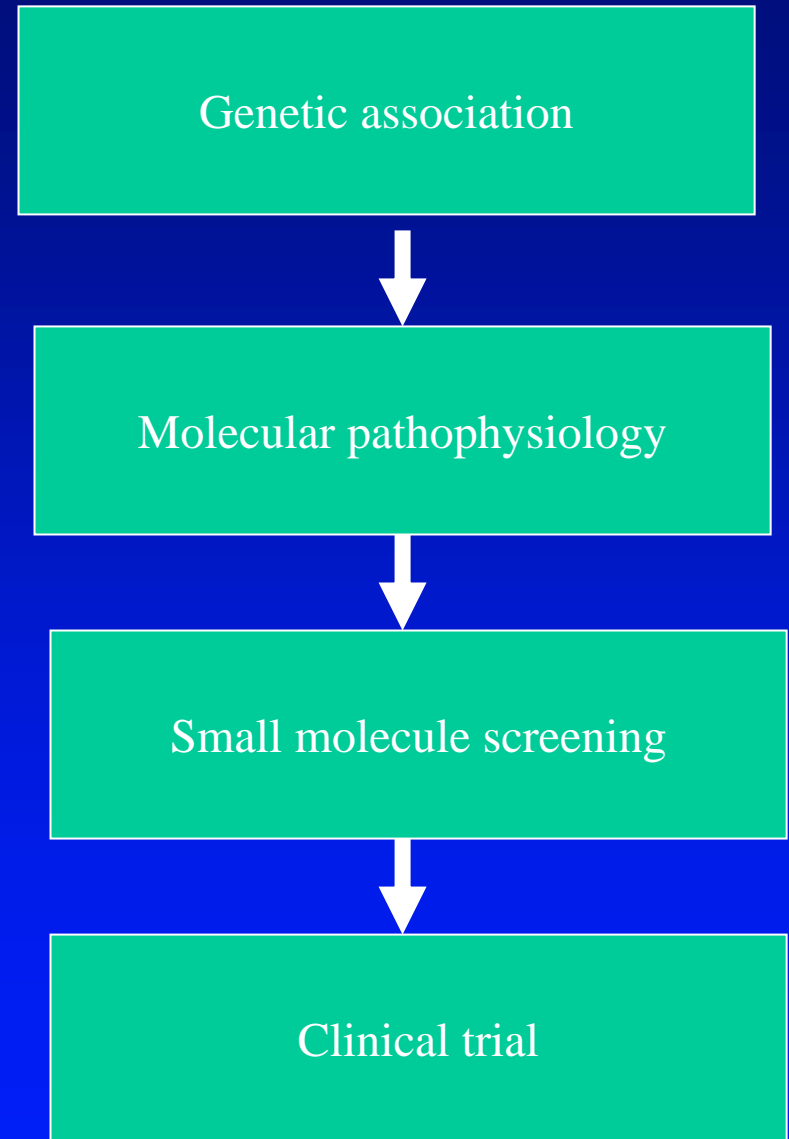 Genetic association
Molecular pathophysiology
Small molecule screening
Clinical trial